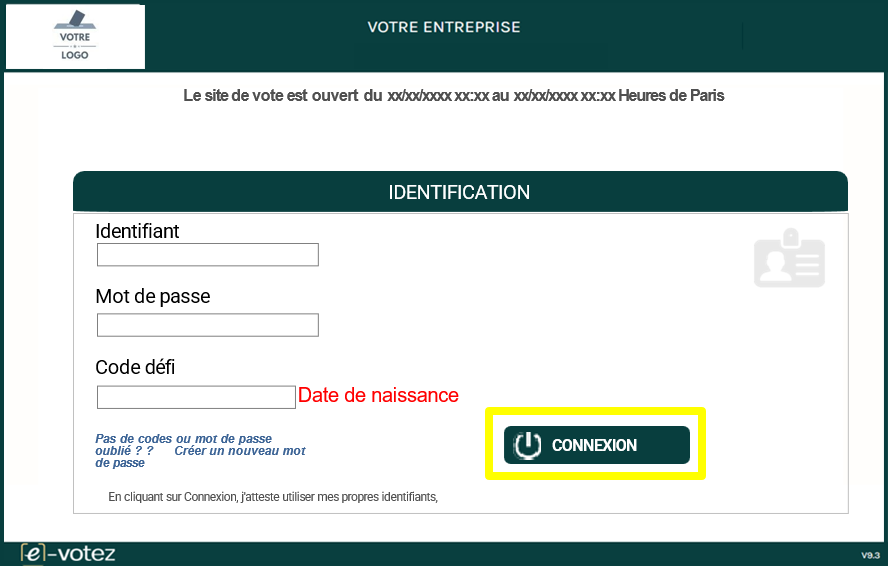 VOTRE
LOGO
VOTRE ENTREPRISE
Le site de vote est ouvert du xx/xx/xxxx xx:xx au xx/xx/xxxx xx:xx Heures de Paris
IDENTIFICATION
Identifiant
Mot de passe
Code défi
Date de naissance
Pas de codes ou mot de passe
oublié ? ? Créer un nouveau mot
de passe
CONNEXION
En cliquant sur Connexion, j'atteste utiliser mes propres identifiants,
[e]-votez
V9.3